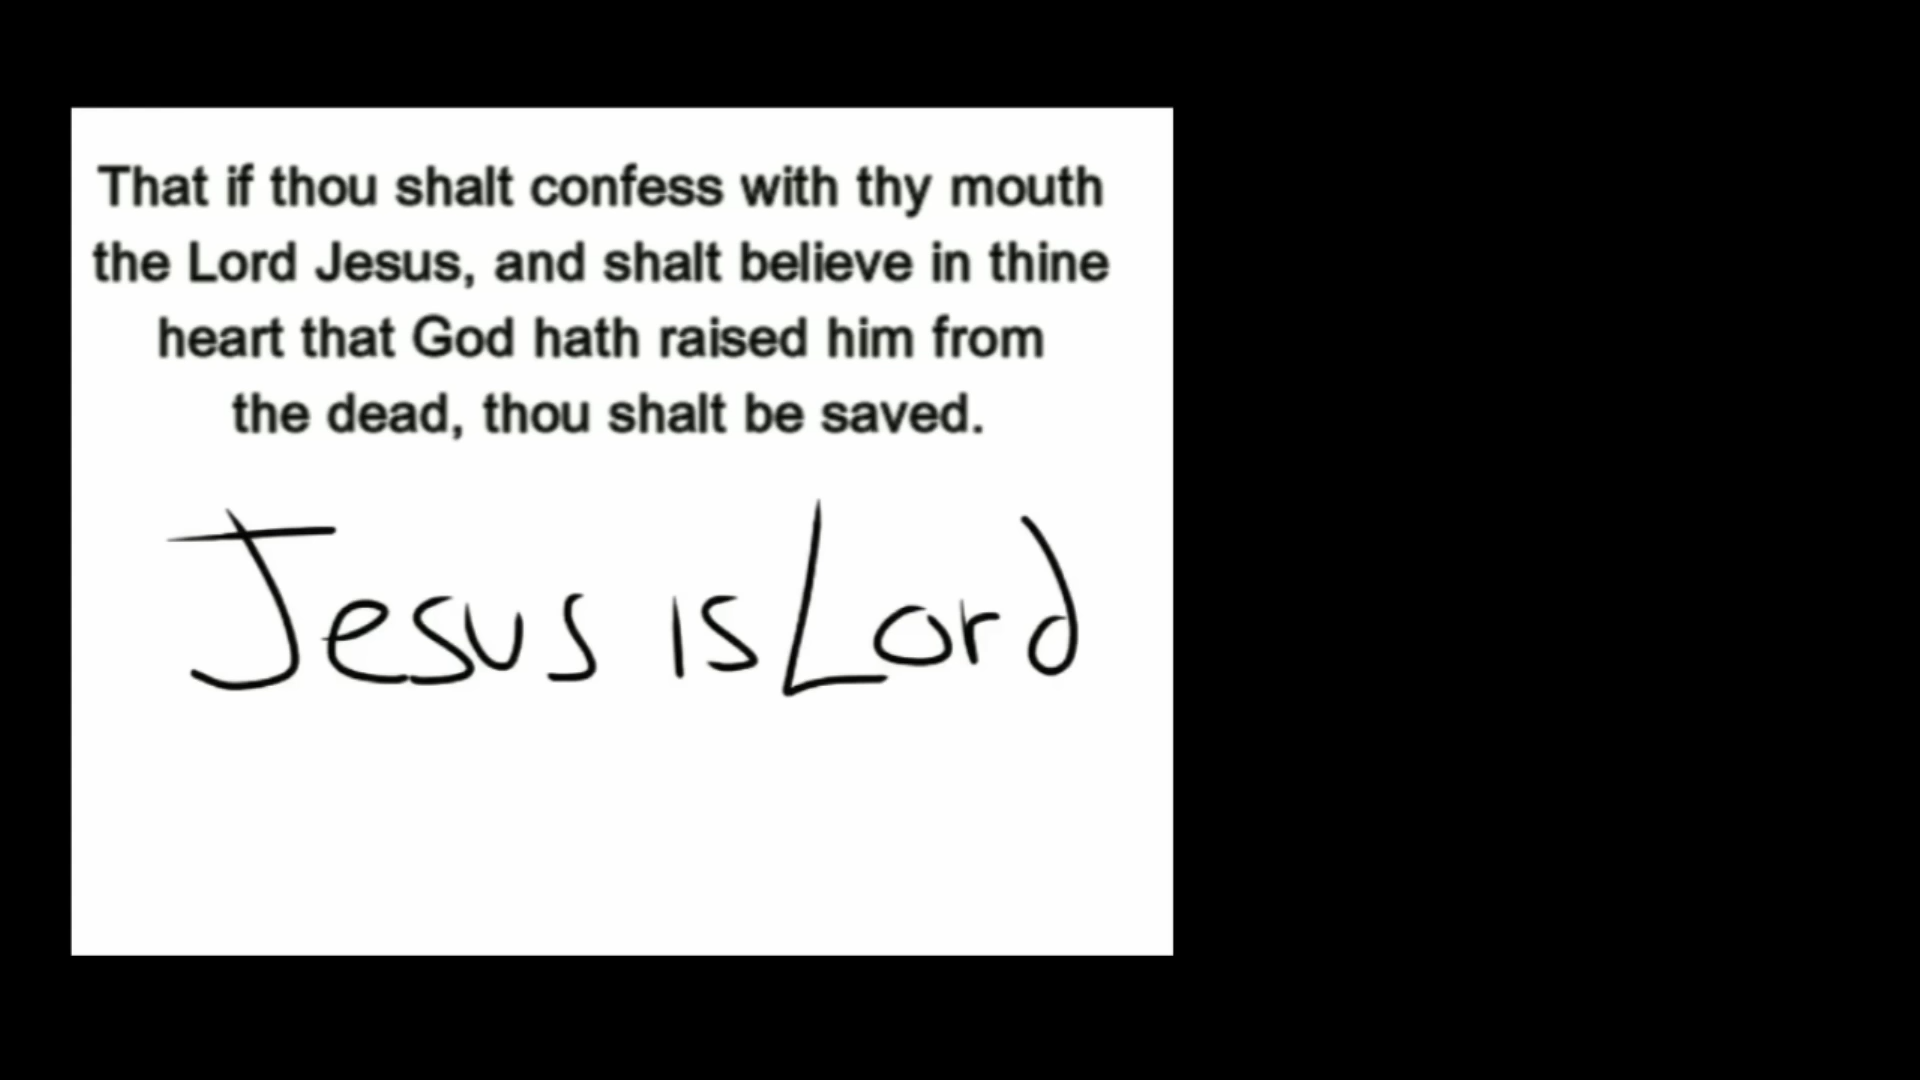 That if thou shalt confess with thy mouth
the Lord Jesus, and shalt believe in thine
heart that God hath raised him from
the dead, thou shalt be saved.
Jesus is Lord